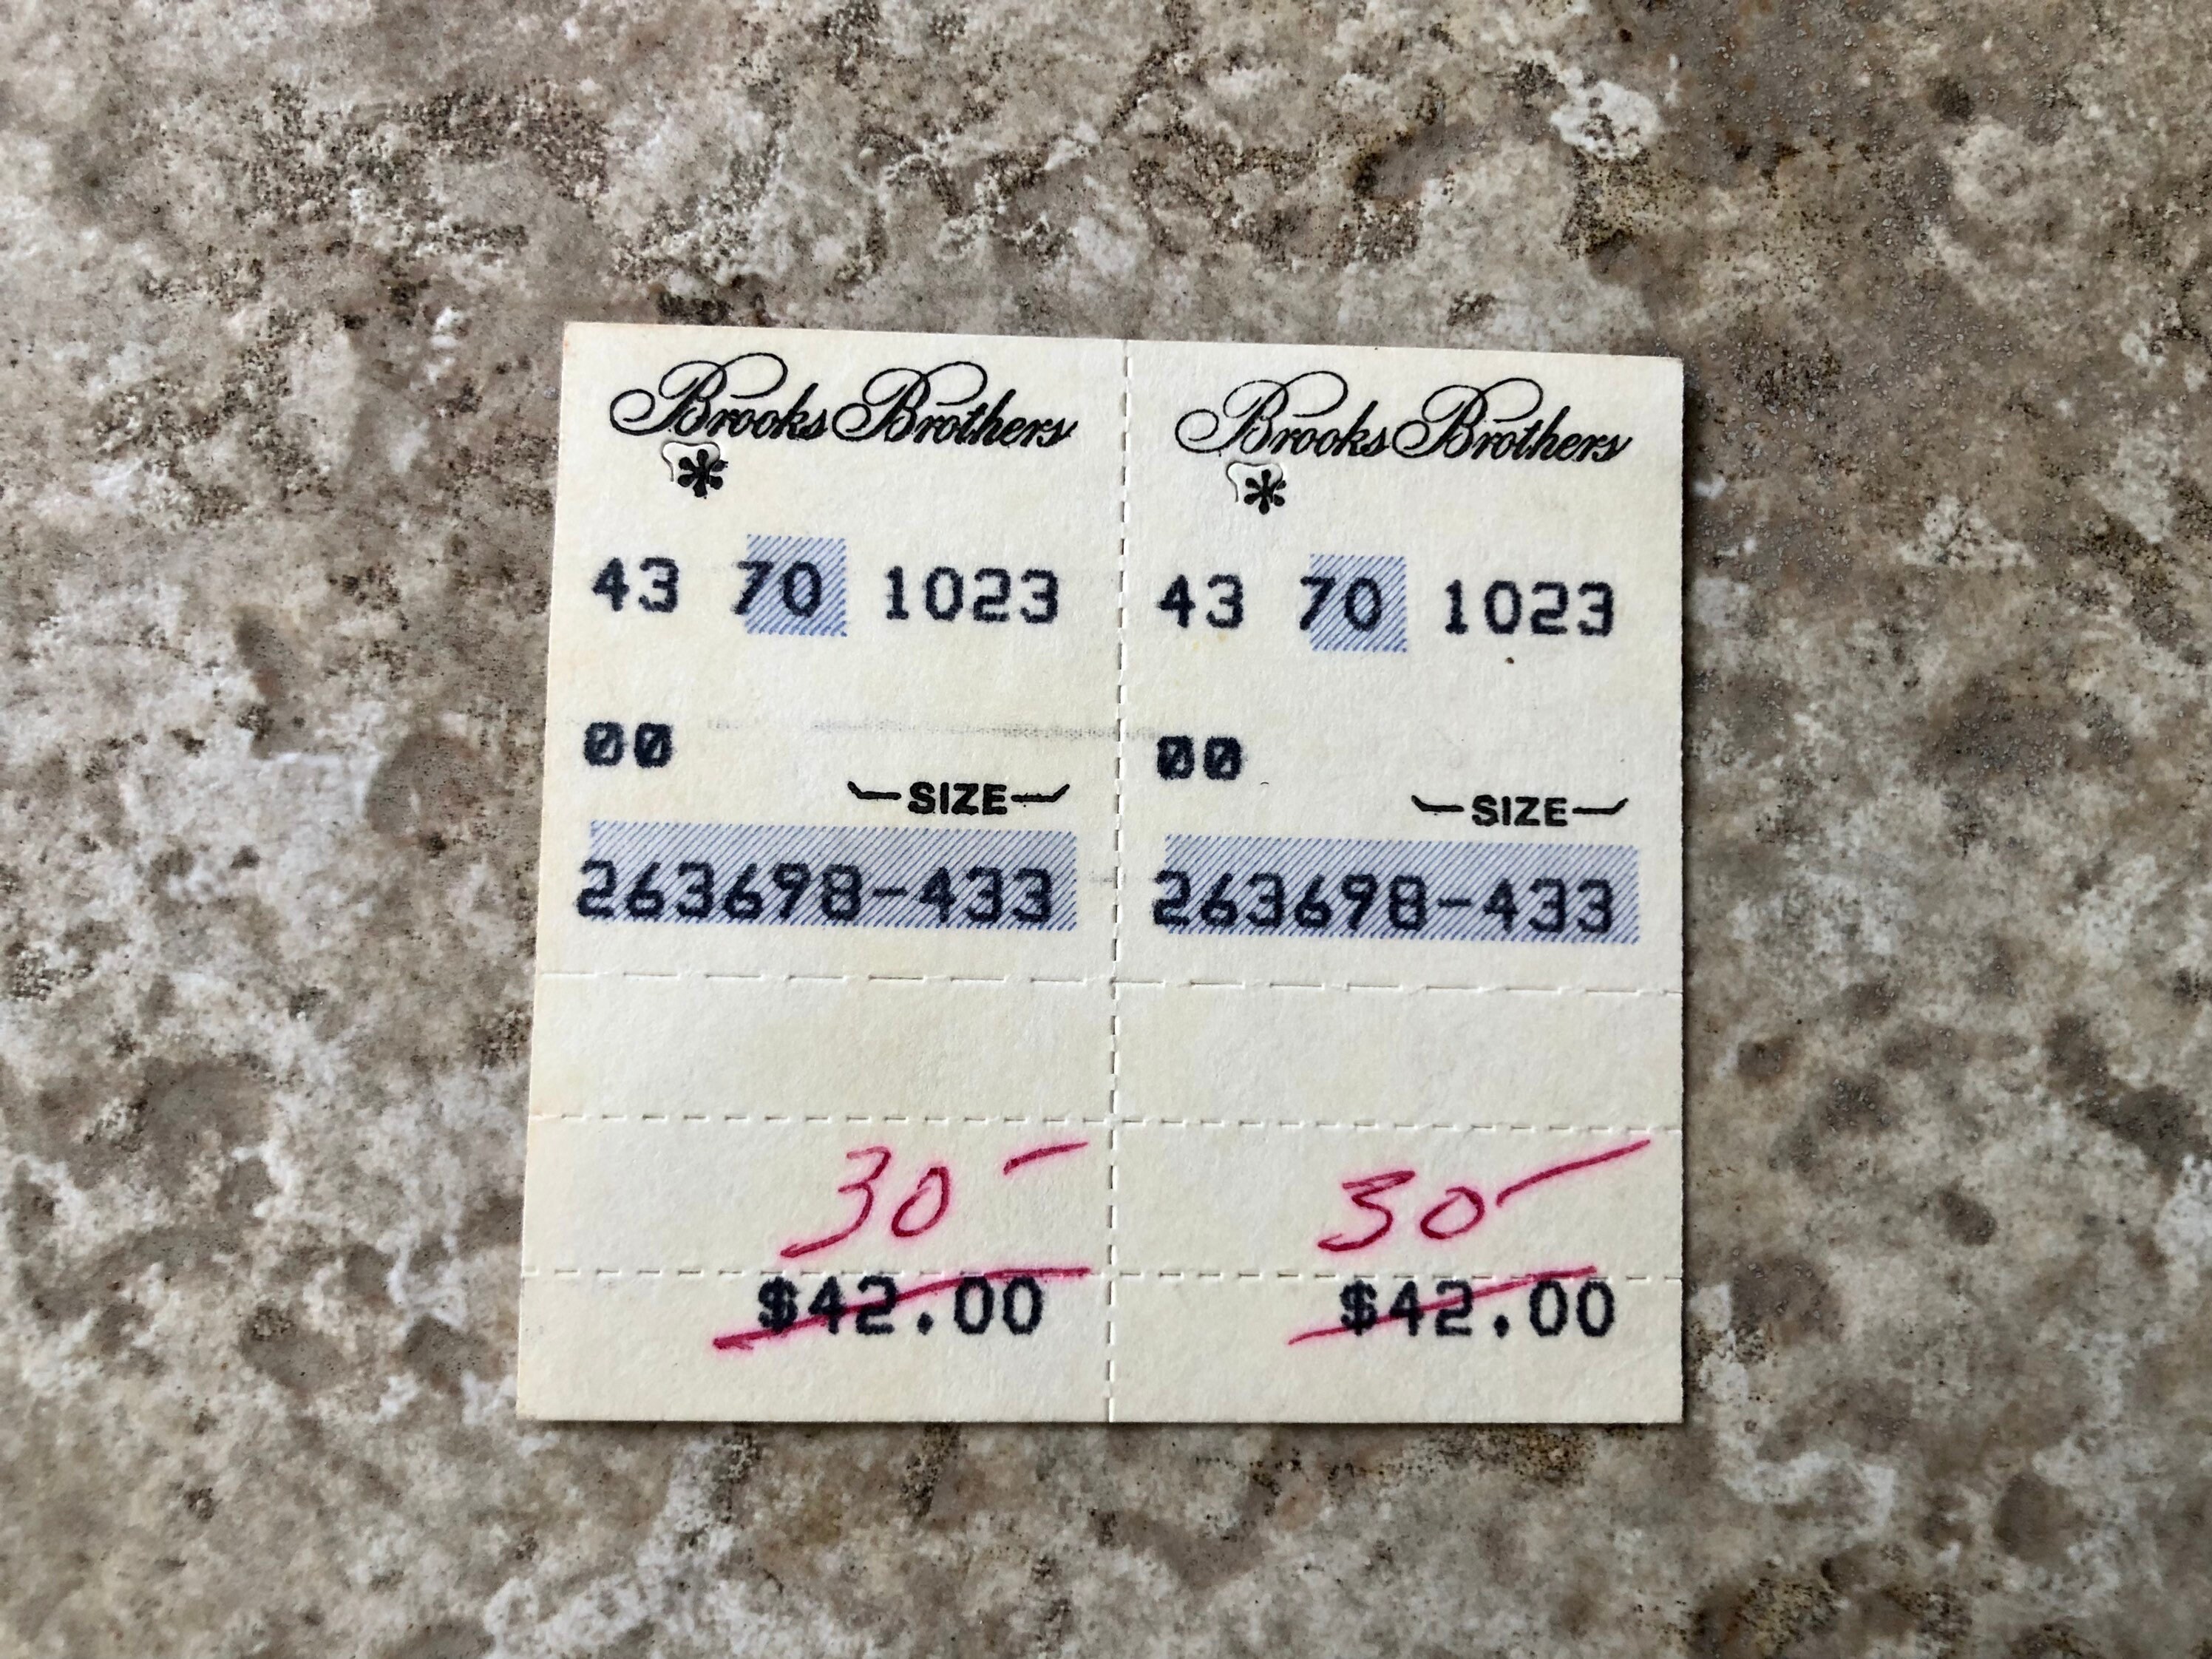 Brooks Brothers
*
43 70 1023
00
SIZE
263698-433
30-
$42.00
Brooks Brothers
*
43 70 1023
00
SIZE
263698-433
30-
$42.00